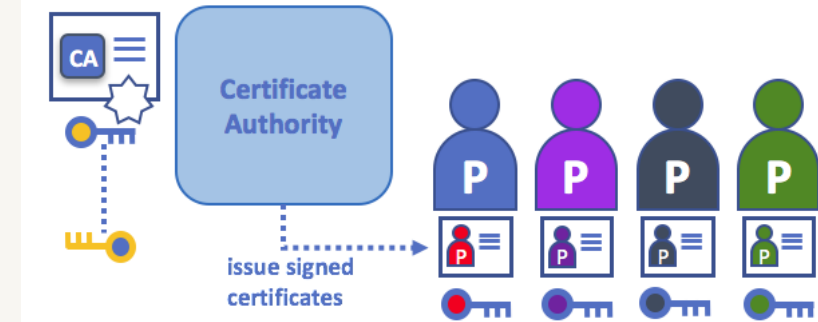 CA
Certificate
Authority
P P P P
issue signed
certificates
P P P P